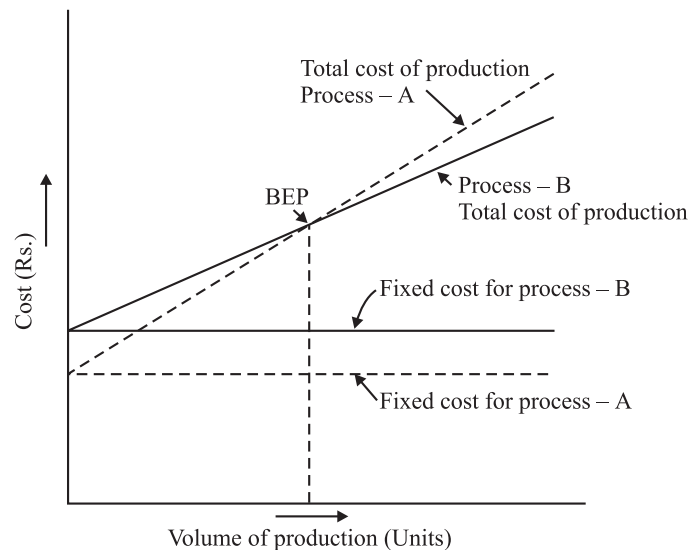 Total cost of production
Process – A
BEP
Process – B
Total cost of production
Cost (Rs.)
Fixed cost for process – B
Fixed cost for process – A
Volume of production (Units)